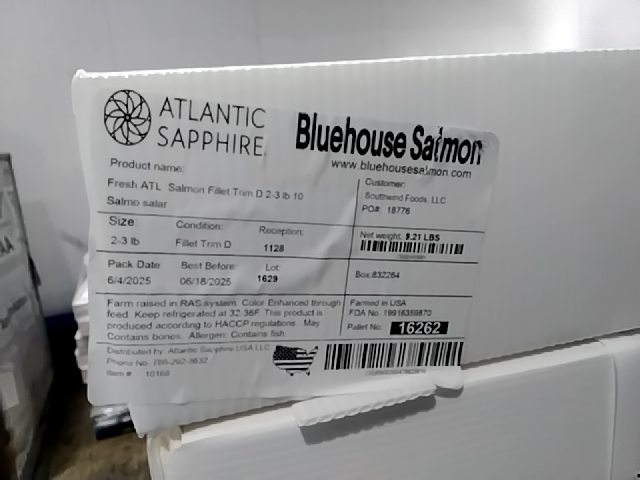 ATLANTIC
SAPPHIRE
Bluehouse Salmon
www.bluehousesalmon.com
Product name:
Fresh ATL Salmon Fillet Trim D 2-3 lb 10
Salmo salar
Customer:
Southwind Foods, LLC
PO#: 18776
Size:
Condition:
Reception:
2-3 lb
Fillet Trim D
1128
Net weight: 9.21 LBS
Pack Date:
Best Before:
Lot:
6/4/2025
06/18/2025
1629
Box:832264
Farm raised in RAS system. Color Enhanced through
feed. Keep refrigerated at 32-36F. This product is
produced according to HACCP regulations. May
Contains bones. Allergen: Contains fish.
Farmed in USA
FDA No: 19916359870
Pallet No: 16262
Distributed by: Atlantic Sapphire USA LLC
Phone No:
Item #: 10168